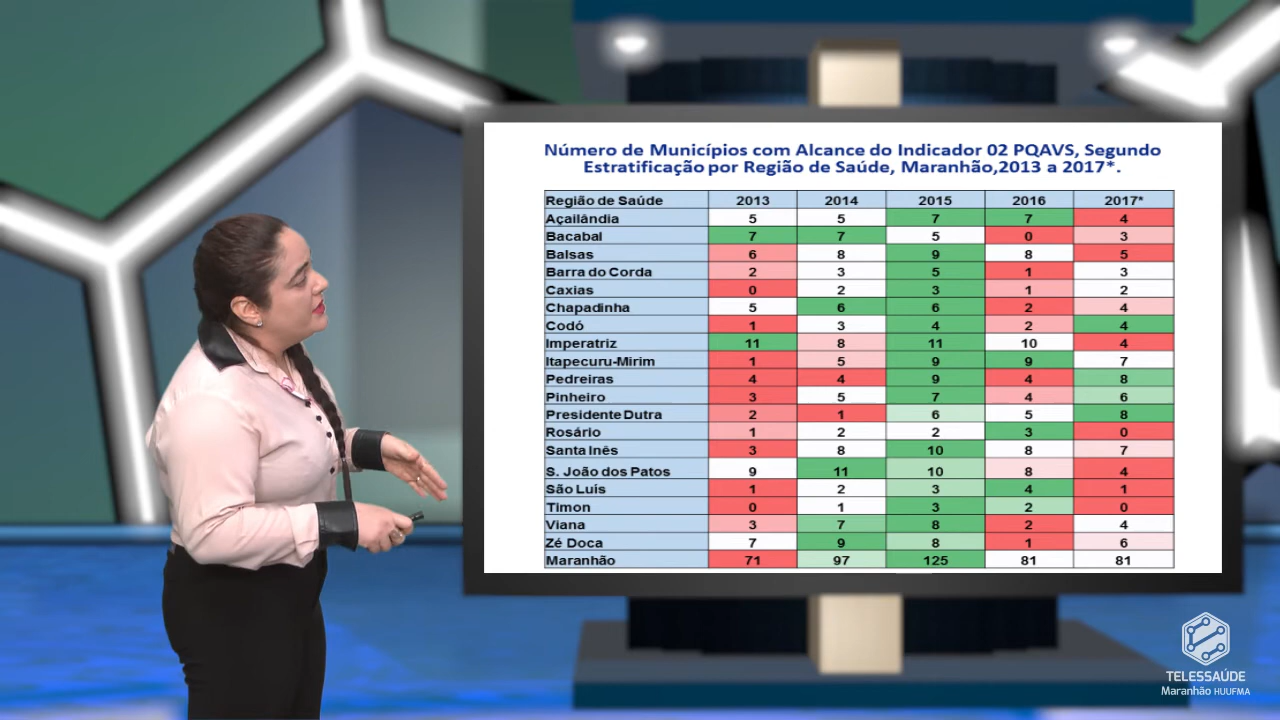 Número de Municípios com Alcance do Indicador 02 PQAVS, Segundo
Estratificação por Região de Saúde, Maranhão,2013 a 2017*.
Região de Saúde 2013 2014 2015 2016 2017*
Açailândia 5 5 7 7 4
Bacabal 7 7 5 0 3
Balsas 6 8 9 8 5
Barra do Corda 2 3 5 1 3
Caxias 0 2 3 1 2
Chapadinha 5 6 6 2 4
Codó 1 3 4 2 4
Imperatriz 11 8 11 10 4
Itapecuru-Mirim 1 5 9 9 7
Pedreiras 4 4 9 4 8
Pinheiro 3 5 7 4 6
Presidente Dutra 2 1 6 5 8
Rosário 1 2 2 3 0
Santa Inês 3 8 10 8 7
S. João dos Patos 9 11 10 8 4
São Luis 1 2 3 4 1
Timon 0 1 3 2 0
Viana 3 7 8 2 4
Zé Doca 7 9 8 1 6
Maranhão 71 97 125 81 81
TELESSAÚDE
Maranhão HUUFMA